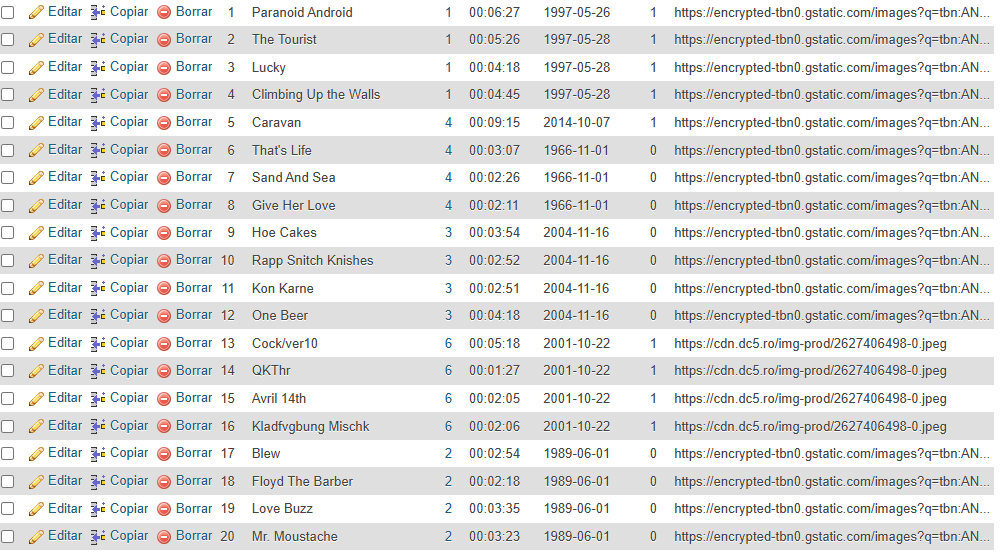 Editar Copiar Borrar 1 Paranoid Android 1 00:06:27 1997-05-26 1 https://encrypted-tbn0.gstatic.com/images?q=tbn:AN...
Editar Copiar Borrar 2 The Tourist 1 00:05:26 1997-05-28 1 https://encrypted-tbn0.gstatic.com/images?q=tbn:AN...
Editar Copiar Borrar 3 Lucky 1 00:04:18 1997-05-28 1 https://encrypted-tbn0.gstatic.com/images?q=tbn:AN...
Editar Copiar Borrar 4 Climbing Up the Walls 1 00:04:45 1997-05-28 1 https://encrypted-tbn0.gstatic.com/images?q=tbn:AN...
Editar Copiar Borrar 5 Caravan 4 00:09:15 2014-10-07 1 https://encrypted-tbn0.gstatic.com/images?q=tbn:AN...
Editar Copiar Borrar 6 That's Life 4 00:03:07 1966-11-01 0 https://encrypted-tbn0.gstatic.com/images?q=tbn:AN...
Editar Copiar Borrar 7 Sand And Sea 4 00:02:26 1966-11-01 0 https://encrypted-tbn0.gstatic.com/images?q=tbn:AN...
Editar Copiar Borrar 8 Give Her Love 4 00:02:11 1966-11-01 0 https://encrypted-tbn0.gstatic.com/images?q=tbn:AN...
Editar Copiar Borrar 9 Hoe Cakes 3 00:03:54 2004-11-16 0 https://encrypted-tbn0.gstatic.com/images?q=tbn:AN...
Editar Copiar Borrar 10 Rapp Snitch Knishes 3 00:02:52 2004-11-16 0 https://encrypted-tbn0.gstatic.com/images?q=tbn:AN...
Editar Copiar Borrar 11 Kon Karne 3 00:02:51 2004-11-16 0 https://encrypted-tbn0.gstatic.com/images?q=tbn:AN...
Editar Copiar Borrar 12 One Beer 3 00:04:18 2004-11-16 0 https://encrypted-tbn0.gstatic.com/images?q=tbn:AN...
Editar Copiar Borrar 13 Cock/ver10 6 00:05:18 2001-10-22 1 https://cdn.dc5.ro/img-prod/2627406498-0.jpeg
Editar Copiar Borrar 14 QKThr 6 00:01:27 2001-10-22 1 https://cdn.dc5.ro/img-prod/2627406498-0.jpeg
Editar Copiar Borrar 15 Avril 14th 6 00:02:05 2001-10-22 1 https://cdn.dc5.ro/img-prod/2627406498-0.jpeg
Editar Copiar Borrar 16 Kladfvgbung Mischk 6 00:02:06 2001-10-22 1 https://cdn.dc5.ro/img-prod/2627406498-0.jpeg
Editar Copiar Borrar 17 Blew 2 00:02:54 1989-06-01 0 https://encrypted-tbn0.gstatic.com/images?q=tbn:AN...
Editar Copiar Borrar 18 Floyd The Barber 2 00:02:18 1989-06-01 0 https://encrypted-tbn0.gstatic.com/images?q=tbn:AN...
Editar Copiar Borrar 19 Love Buzz 2 00:03:35 1989-06-01 0 https://encrypted-tbn0.gstatic.com/images?q=tbn:AN...
Editar Copiar Borrar 20 Mr. Moustache 2 00:03:23 1989-06-01 0 https://encrypted-tbn0.gstatic.com/images?q=tbn:AN...